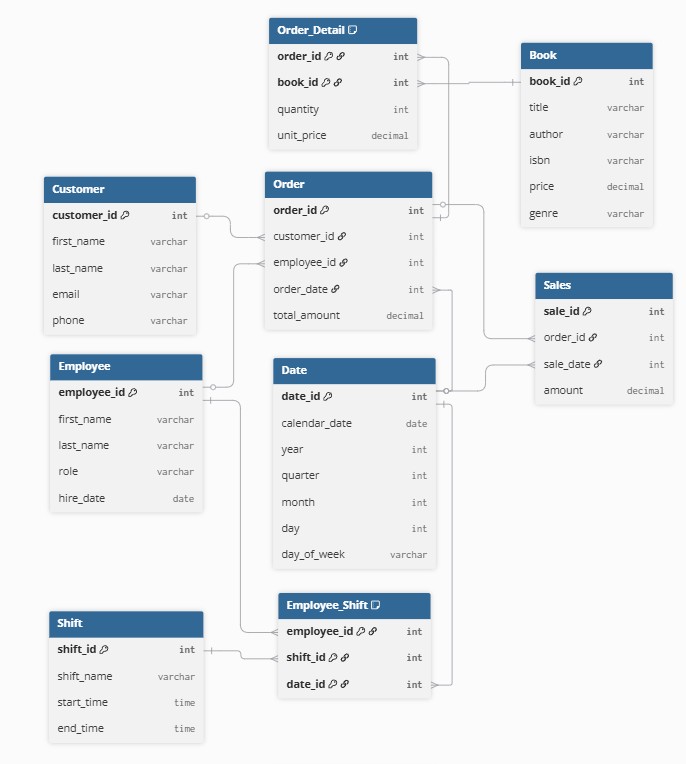 Order_Detail
order_id int
book_id int
quantity int
unit_price decimal
Book
book_id int
title varchar
author varchar
isbn varchar
price decimal
genre varchar
Customer
customer_id int
first_name varchar
last_name varchar
email varchar
phone varchar
Order
order_id int
customer_id int
employee_id int
order_date int
total_amount decimal
Sales
sale_id int
order_id int
sale_date int
amount decimal
Employee
employee_id int
first_name varchar
last_name varchar
role varchar
hire_date date
Date
date_id int
calendar_date date
year int
quarter int
month int
day int
day_of_week varchar
Shift
shift_id int
shift_name varchar
start_time time
end_time time
Employee_Shift
employee_id int
shift_id int
date_id int